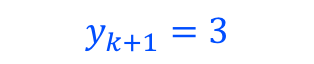 y_{k+1} = 3